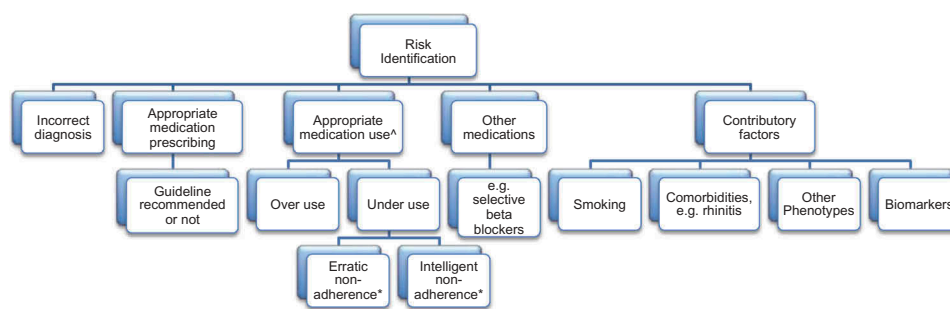 Risk
Identification
Incorrect
diagnosis
Appropriate
medication
prescribing
Appropriate
medication use^
Other
medications
Contributory
factors
Guideline
recommended
or not
Over use
Under use
e.g.
selective
beta
blockers
Smoking
Comorbidities,
e.g. rhinitis
Other
Phenotypes
Biomarkers
Erratic
non-
adherence*
Intelligent non-
adherence*